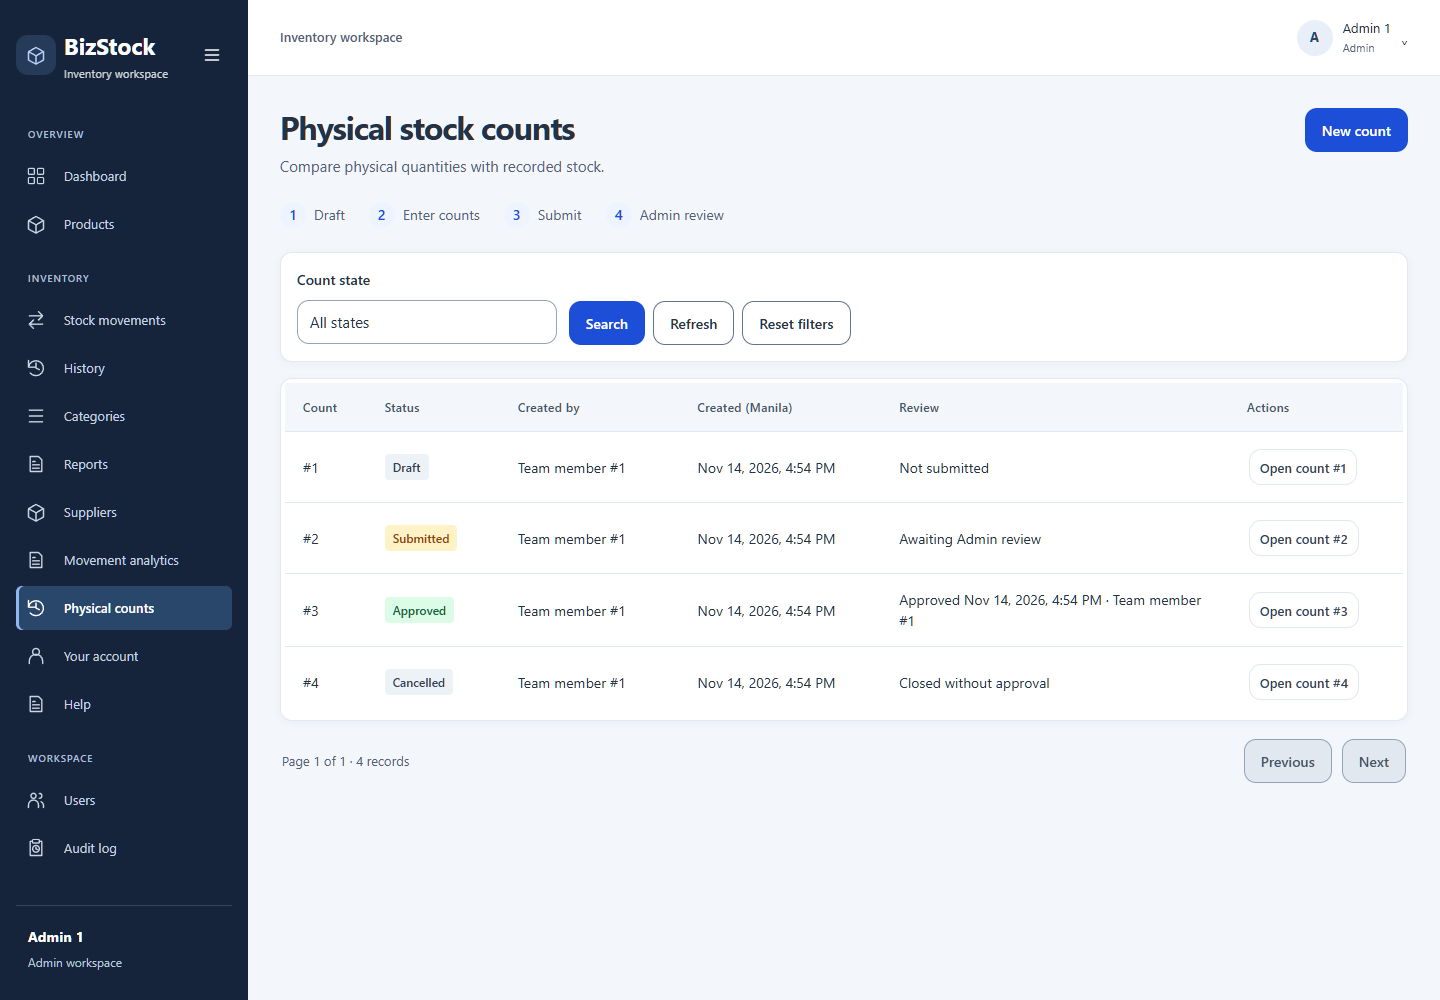 BizStock
Inventory workspace
OVERVIEW
Dashboard
Products
INVENTORY
Stock movements
History
Categories
Reports
Suppliers
Movement analytics
Physical counts
Your account
Help
WORKSPACE
Users
Audit log
Admin 1
Admin workspace
Inventory workspace
A
Admin 1
Admin
Physical stock counts
New count
Compare physical quantities with recorded stock.
1 Draft 2 Enter counts 3 Submit 4 Admin review
Count state
All states Search Refresh Reset filters
Count Status Created by Created (Manila) Review Actions
#1 Draft Team member #1 Nov 14, 2026, 4:54 PM Not submitted Open count #1
#2 Submitted Team member #1 Nov 14, 2026, 4:54 PM Awaiting Admin review Open count #2
#3 Approved Team member #1 Nov 14, 2026, 4:54 PM Approved Nov 14, 2026, 4:54 PM · Team member
#1
Open count #3
#4 Cancelled Team member #1 Nov 14, 2026, 4:54 PM Closed without approval Open count #4
Page 1 of 1 · 4 records Previous Next